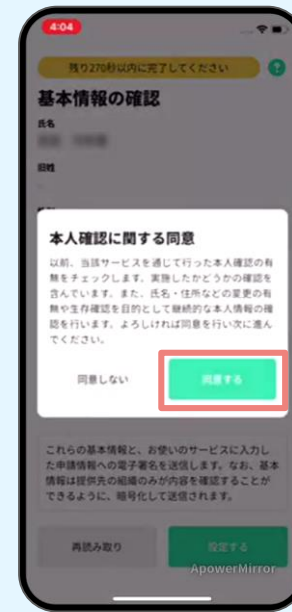 4:04
残り270秒以内に完了してください
基本情報の確認
氏名
旧姓
本人確認に関する同意
以前、当該サービスを通じて行った本人確認の有
無をチェックします。実施したかどうかの確認を
含んでいます。また、氏名・住所などの変更の有
無や生存確認を目的として継続的な本人情報の確
認を行います。よろしければ同意を行い次に進ん
でください。
同意しない
同意する
これらの基本情報と、お使いのサービスに入力し
た申請情報への電子署名を送信します。なお、基本
情報は提供先の組織のみが内容を確認することが
できるように、暗号化して送信されます。
再読み取り
設定する
ApowerMirror